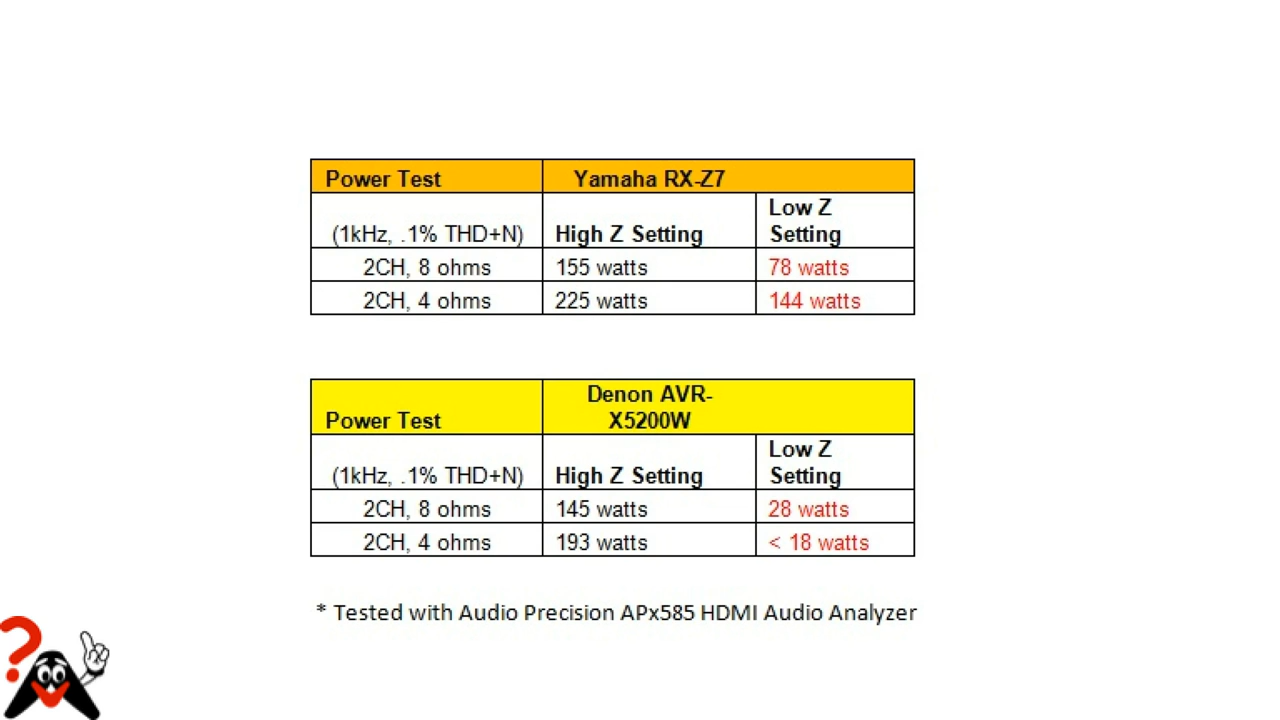 Power Test Yamaha RX-Z7
Low Z
(1kHz, .1% THD+N) High Z Setting Setting
2CH, 8 ohms 155 watts 78 watts
2CH, 4 ohms 225 watts 144 watts
Denon AVR-
Power Test X5200W
Low Z
(1kHz, .1% THD+N) High Z Setting Setting
2CH, 8 ohms 145 watts 28 watts
2CH, 4 ohms 193 watts < 18 watts
* Tested with Audio Precision APx585 HDMI Audio Analyzer
?